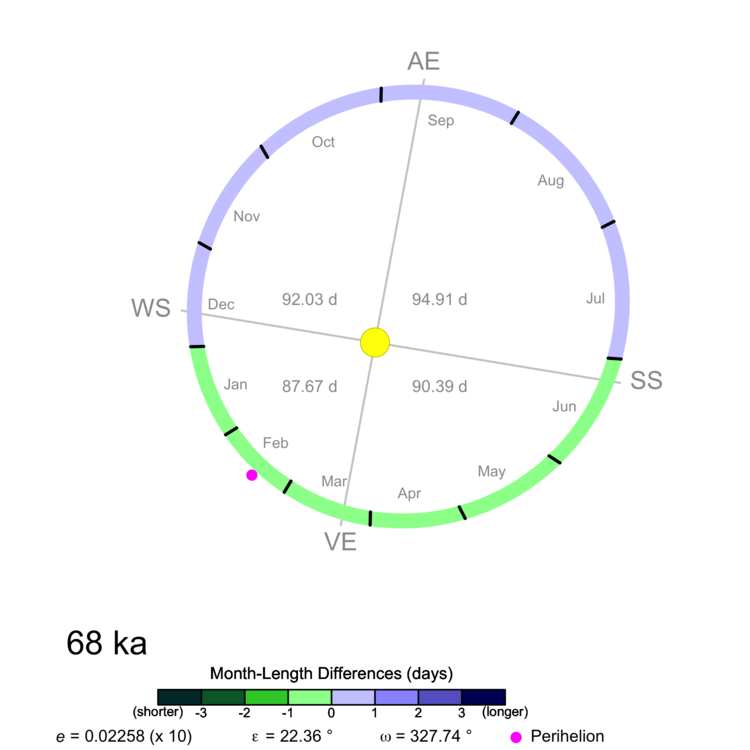 AE
Sep
Oct
Aug
Nov
WS
Dec
92.03 d
94.91 d
Jul
Jan
87.67 d
90.39 d
SS
Jun
Feb
Mar
Apr
May
VE
68 ka
Month-Length Differences (days)
(shorter) -3 -2 -1 0 1 2 3 (longer)
e = 0.02258 (x 10) ε = 22.36 ° ω = 327.74 ° Perihelion